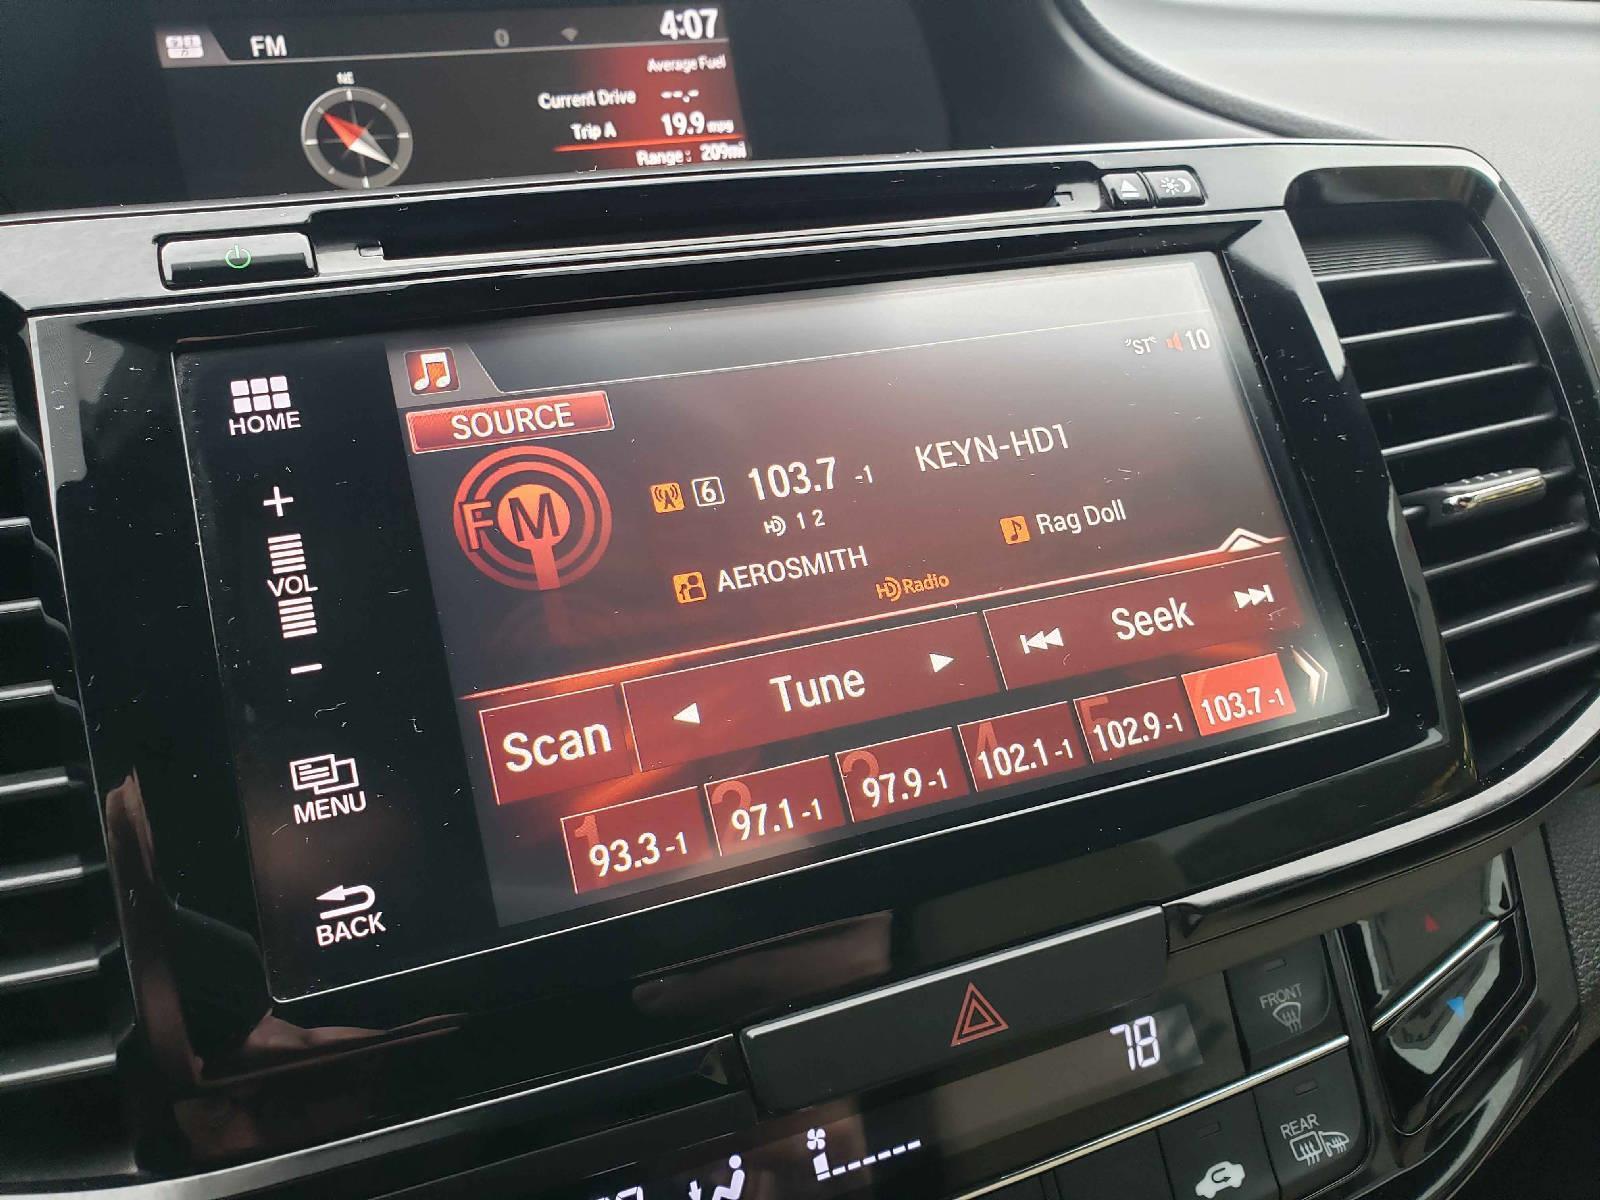 FM
4:07
NE
Average Fuel
Current Drive --.-
Trip A 19.9 mpg
Range: 209mi
HOME
+
VOL
−
MENU
BACK
SOURCE
"ST" 10
FM
6 103.7 -1 KEYN-HD1
HD 1 2
AEROSMITH
Rag Doll
HD Radio
Scan
Tune
Seek
1 93.3-1
2 97.1-1
3 97.9-1
4 102.1-1
5 102.9-1
103.7-1
78
FRONT
REAR